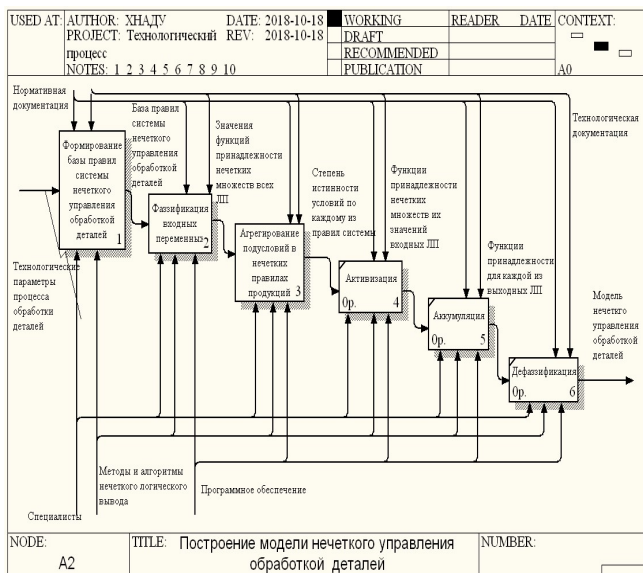 USED AT:
AUTHOR: ХНАДУ
DATE: 2018-10-18
PROJECT: Технологический
REV: 2018-10-18
процесс
NOTES: 1 2 3 4 5 6 7 8 9 10
WORKING
DRAFT
RECOMMENDED
PUBLICATION
READER
DATE
CONTEXT:
A0
Нормативная
документация
База правил
системы
нечеткого
управления
обработкой
деталей
Значения
функций
принадлежности
нечетких
множеств всех
ЛП
Степень
истинности
условий по
каждому из
правил системы
Функции
принадлежности
нечетких
множеств их
значений
входных ЛП
Технологическая
документация
Функции
принадлежности
для каждой из
выходных ЛП
Формирование
базы правил
системы
нечеткого
управления
обработкой
деталей
1
Фаззификация
входных
переменных
2
Агрегирование
подусловий в
нечетких
правилах
продукций
3
Активизация
0р.
4
Аккумуляция
0р.
5
Дефаззификация
0р.
6
Технологические
параметры
процесса
обработки
деталей
Модель
нечеткго
управления
обработкой
деталей
Методы и алгоритмы
нечеткого логического
вывода
Программное обеспечение
Специалисты
NODE:
A2
TITLE:
Построение модели нечеткого управления
обработкой деталей
NUMBER: